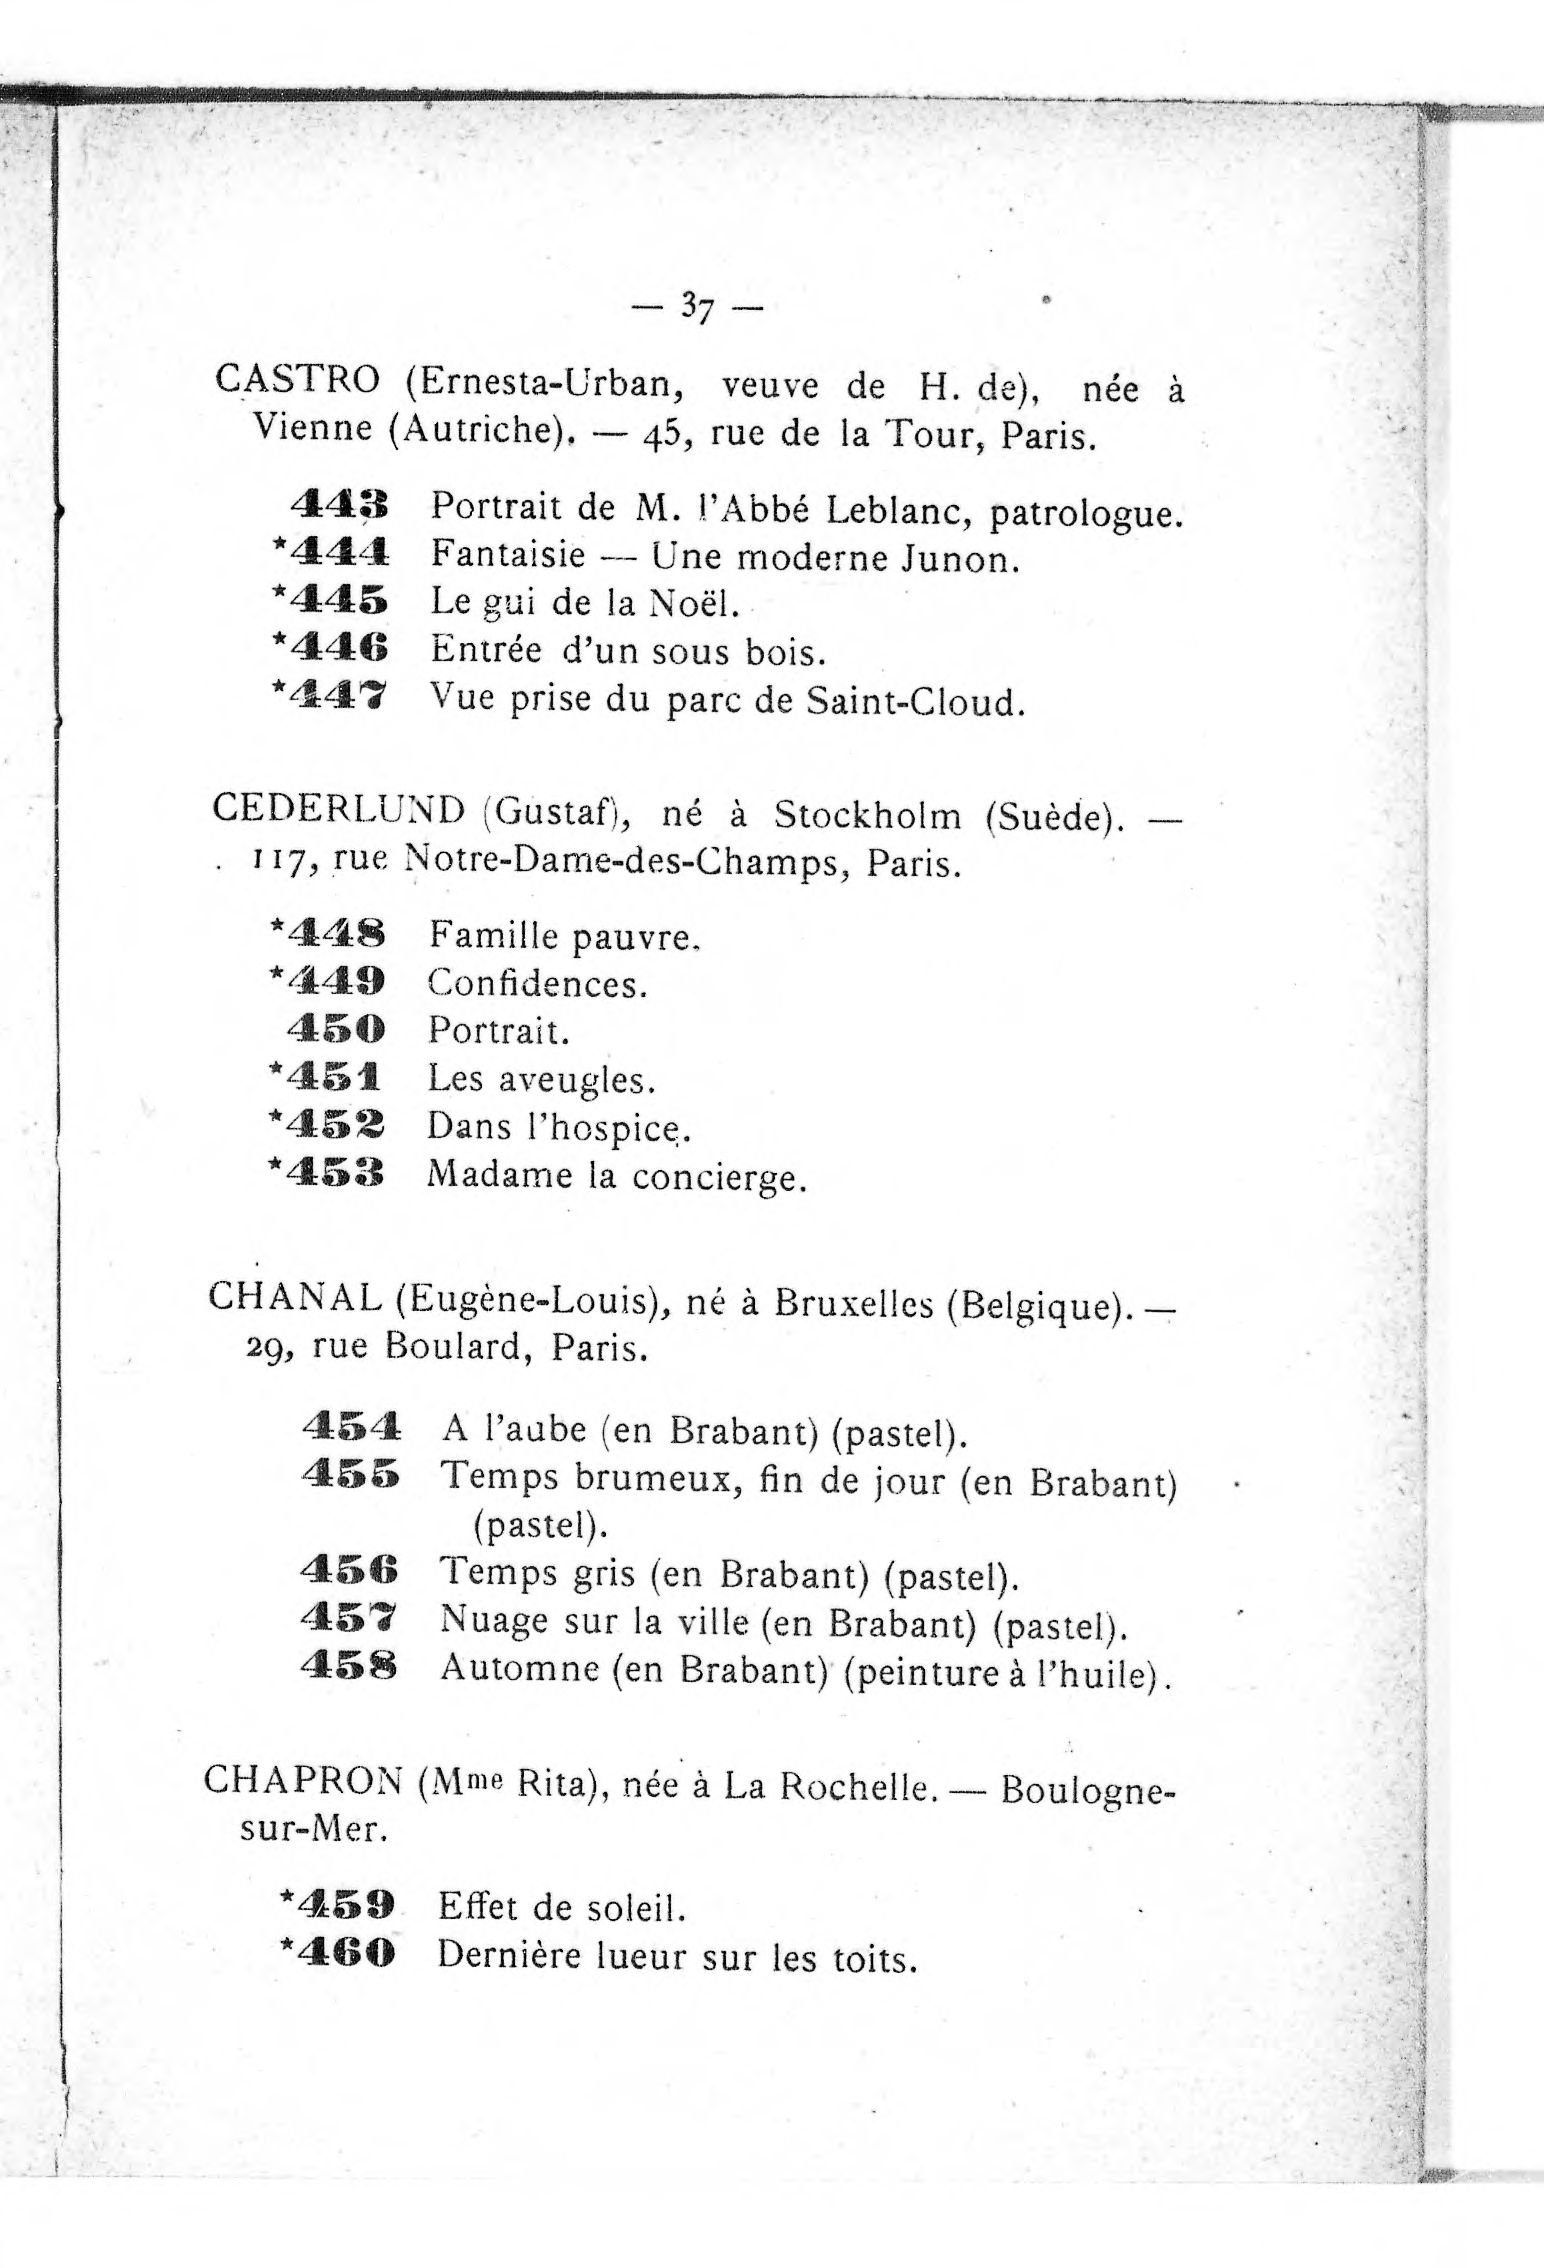 — 37 —
CASTRO (Ernesta-Urban, veuve de H. de), née à
Vienne (Autriche). — 45, rue de la Tour, Paris.
443 Portrait de M. l'Abbé Leblanc, patrologue.
*444 Fantaisie — Une moderne Junon.
*445 Le gui de la Noël.
*446 Entrée d'un sous bois.
*447 Vue prise du parc de Saint-Cloud.
CEDERLUND (Gustaf), né à Stockholm (Suède). —
117, rue Notre-Dame-des-Champs, Paris.
*448 Famille pauvre.
*449 Confidences.
450 Portrait.
*451 Les aveugles.
*452 Dans l'hospice.
*453 Madame la concierge.
CHANAL (Eugène-Louis), né à Bruxelles (Belgique). —
29, rue Boulard, Paris.
454 A l'aube (en Brabant) (pastel).
455 Temps brumeux, fin de jour (en Brabant)
(pastel).
456 Temps gris (en Brabant) (pastel).
457 Nuage sur la ville (en Brabant) (pastel).
458 Automne (en Brabant) (peinture à l'huile).
CHAPRON (Mme Rita), née à La Rochelle. — Boulogne-
sur-Mer.
*459 Effet de soleil.
*460 Dernière lueur sur les toits.